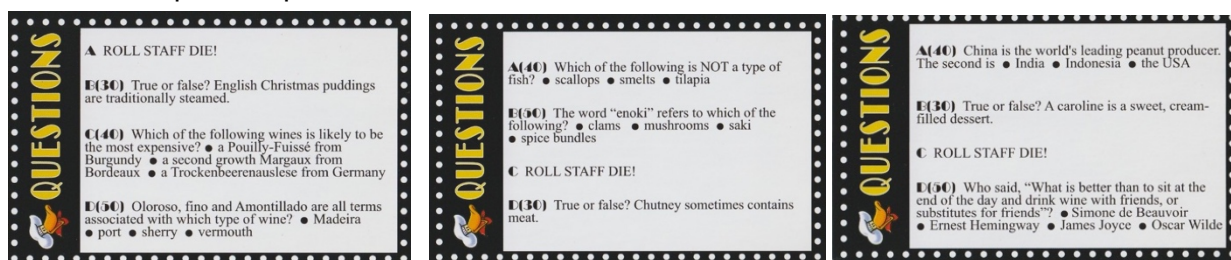 QUESTIONS
A ROLL STAFF DIE!
B(30) True or false? English Christmas puddings
are traditionally steamed.
C(40) Which of the following wines is likely to be
the most expensive? ● a Pouilly-Fuissé from
Burgundy ● a second growth Margaux from
Bordeaux ● a Trockenbeerenauslese from Germany
D(50) Oloroso, fino and Amontillado are all terms
associated with which type of wine? ● Madeira
● port ● sherry ● vermouth
QUESTIONS
A(40) Which of the following is NOT a type of
fish? ● scallops ● smelts ● tilapia
B(50) The word “enoki” refers to which of the
following? ● clams ● mushrooms ● saki
● spice bundles
C ROLL STAFF DIE!
D(30) True or false? Chutney sometimes contains
meat.
QUESTIONS
A(40) China is the world's leading peanut producer.
The second is ● India ● Indonesia ● the USA
B(30) True or false? A caroline is a sweet, cream-
filled dessert.
C ROLL STAFF DIE!
D(50) Who said, “What is better than to sit at the
end of the day and drink wine with friends, or
substitutes for friends”? ● Simone de Beauvoir
● Ernest Hemingway ● James Joyce ● Oscar Wilde